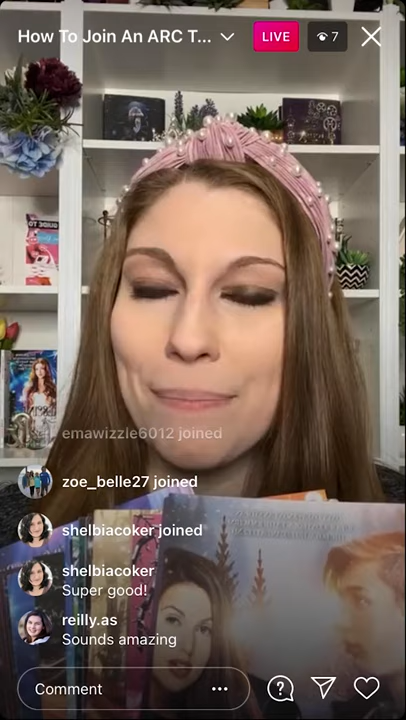 How To Join An ARC T...
LIVE
7
emawizzle6012 joined
zoe_belle27 joined
shelbiacoker joined
shelbiacoker
Super good!
reilly.as
Sounds amazing
Comment